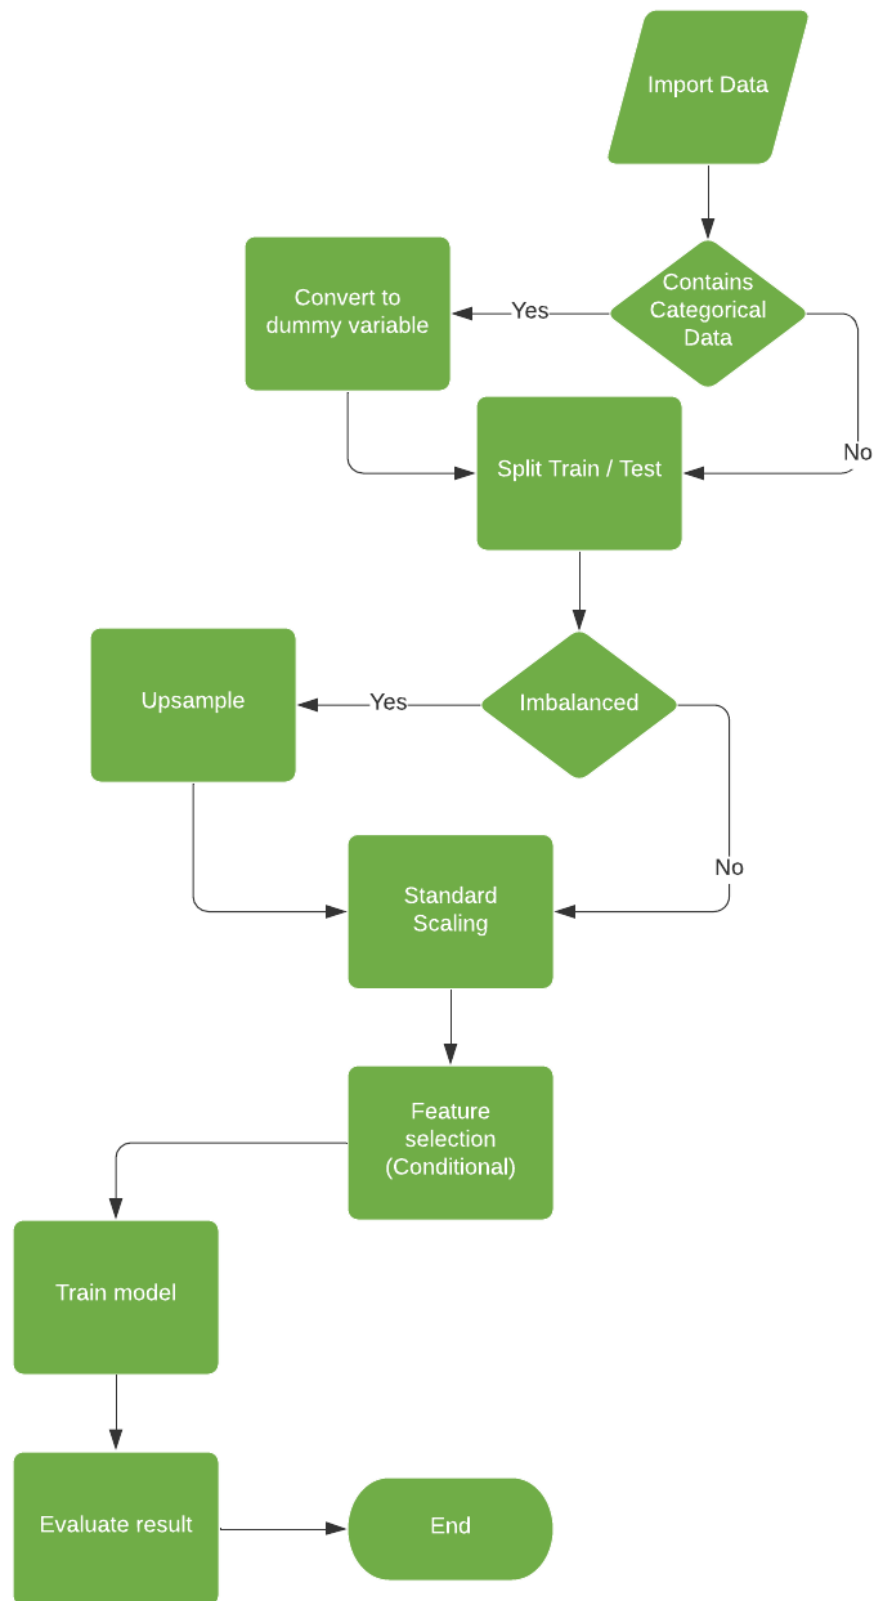 Import Data
Contains
Categorical
Data
Yes
Convert to
dummy variable
No
Split Train / Test
Imbalanced
Yes
Upsample
No
Standard
Scaling
Feature
selection
(Conditional)
Train model
Evaluate result
End